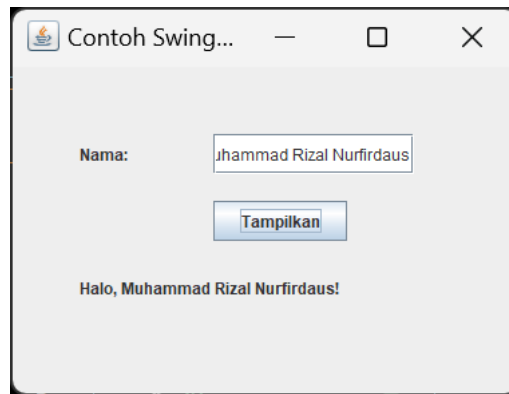 Contoh Swing...
Nama: uhammad Rizal Nurfirdaus
Tampilkan
Halo, Muhammad Rizal Nurfirdaus!